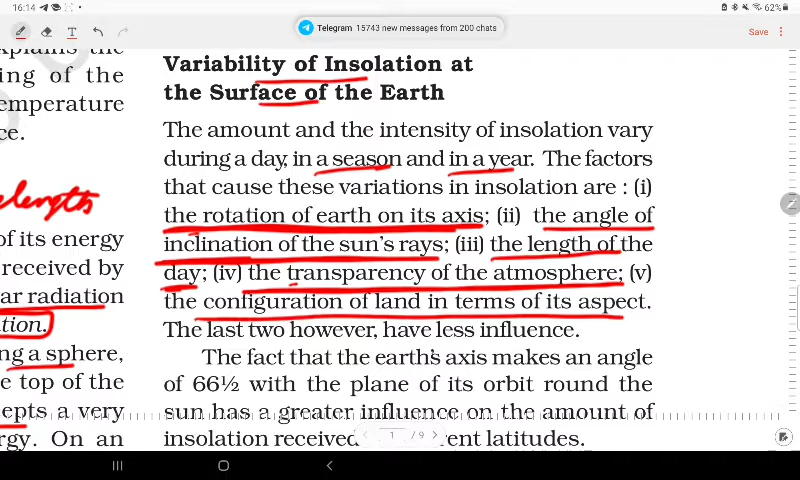 16:14
62%
Telegram 15743 new messages from 200 chats
T
Save
the
ing of the
emperature
ce.
elength
of its energy
received by
ar radiation
tion.
ng a sphere,
e top of the
epts a very
rgy. On an
Variability of Insolation at
the Surface of the Earth
The amount and the intensity of insolation vary
during a day, in a season and in a year. The factors
that cause these variations in insolation are : (i)
the rotation of earth on its axis; (ii) the angle of
inclination of the sun's rays; (iii) the length of the
day; (iv) the transparency of the atmosphere; (v)
the configuration of land in terms of its aspect.
The last two however, have less influence.
The fact that the earth's axis makes an angle
of 66½ with the plane of its orbit round the
sun has a greater influence on the amount of
insolation received erent latitudes.
1 / 9